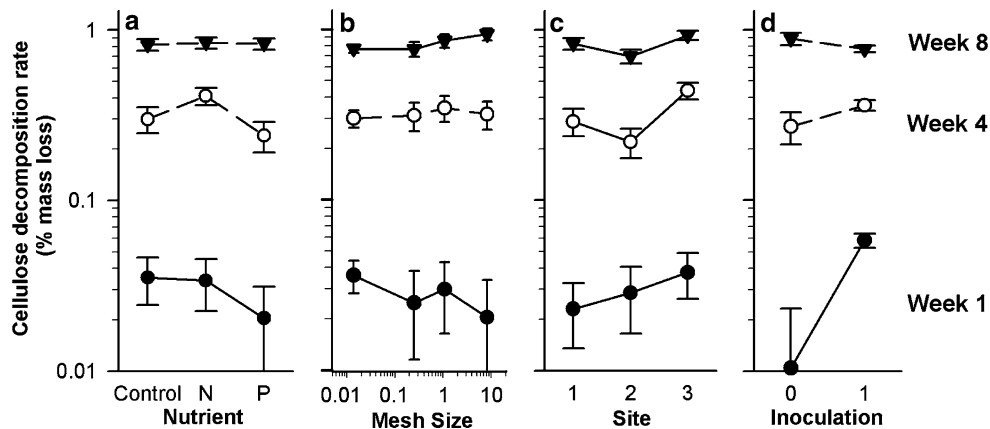 a b c d
1
0.1
0.01
Cellulose decomposition rate
(% mass loss)
Week 8
Week 4
Week 1
Control N P
Nutrient
0.01 0.1 1 10
Mesh Size
1 2 3
Site
0 1
Inoculation